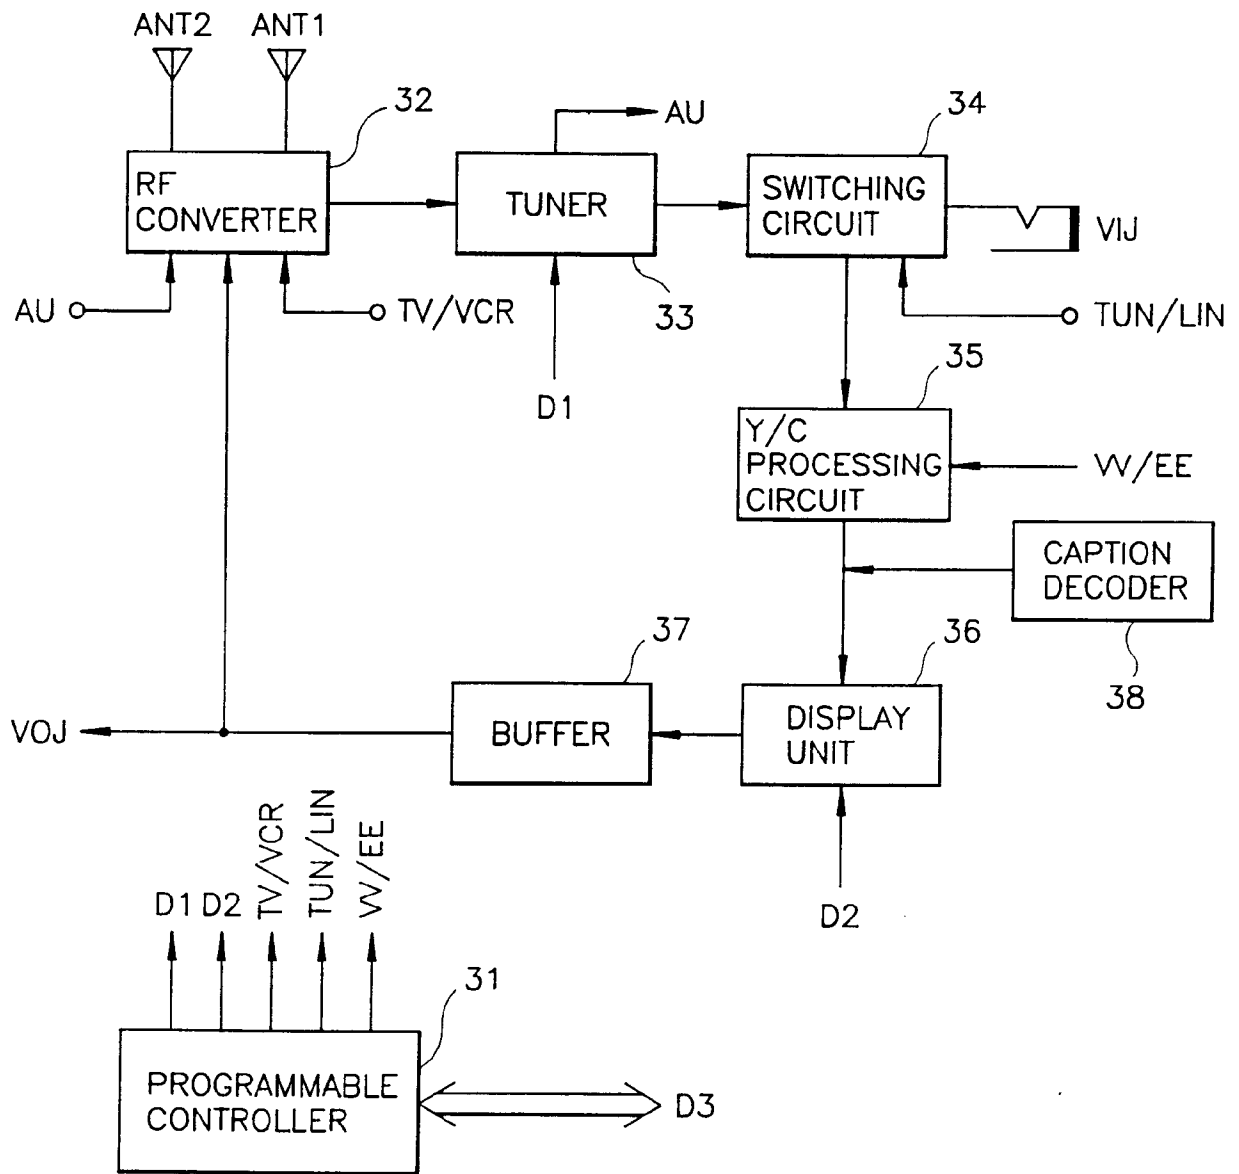 ANT2
ANT1
32
34
AU
RF
CONVERTER
TUNER
SWITCHING
CIRCUIT
VIJ
AU
TV/VCR
33
TUN/LIN
D1
35
Y/C
PROCESSING
CIRCUIT
VV/EE
CAPTION
DECODER
37
36
38
VOJ
BUFFER
DISPLAY
UNIT
D1
D2
TV/VCR
TUN/LIN
VV/EE
D2
31
PROGRAMMABLE
CONTROLLER
D3